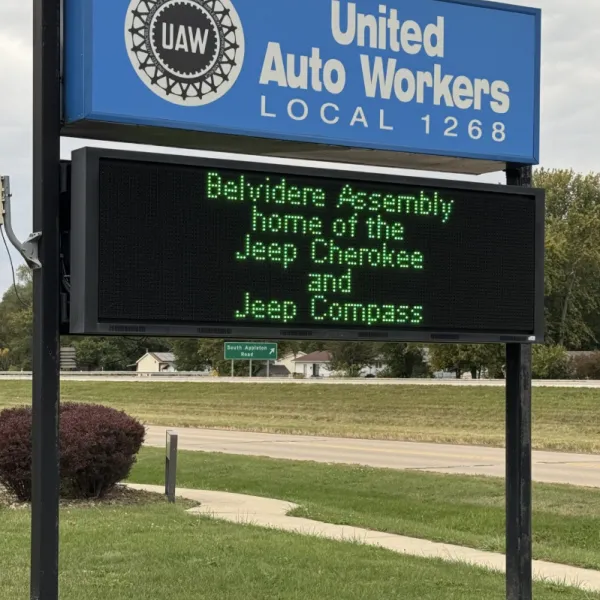 UAW
United
Auto Workers
LOCAL 1268
Belvidere Assembly
home of the
Jeep Cherokee
and
Jeep Compass
South Appleton
Road